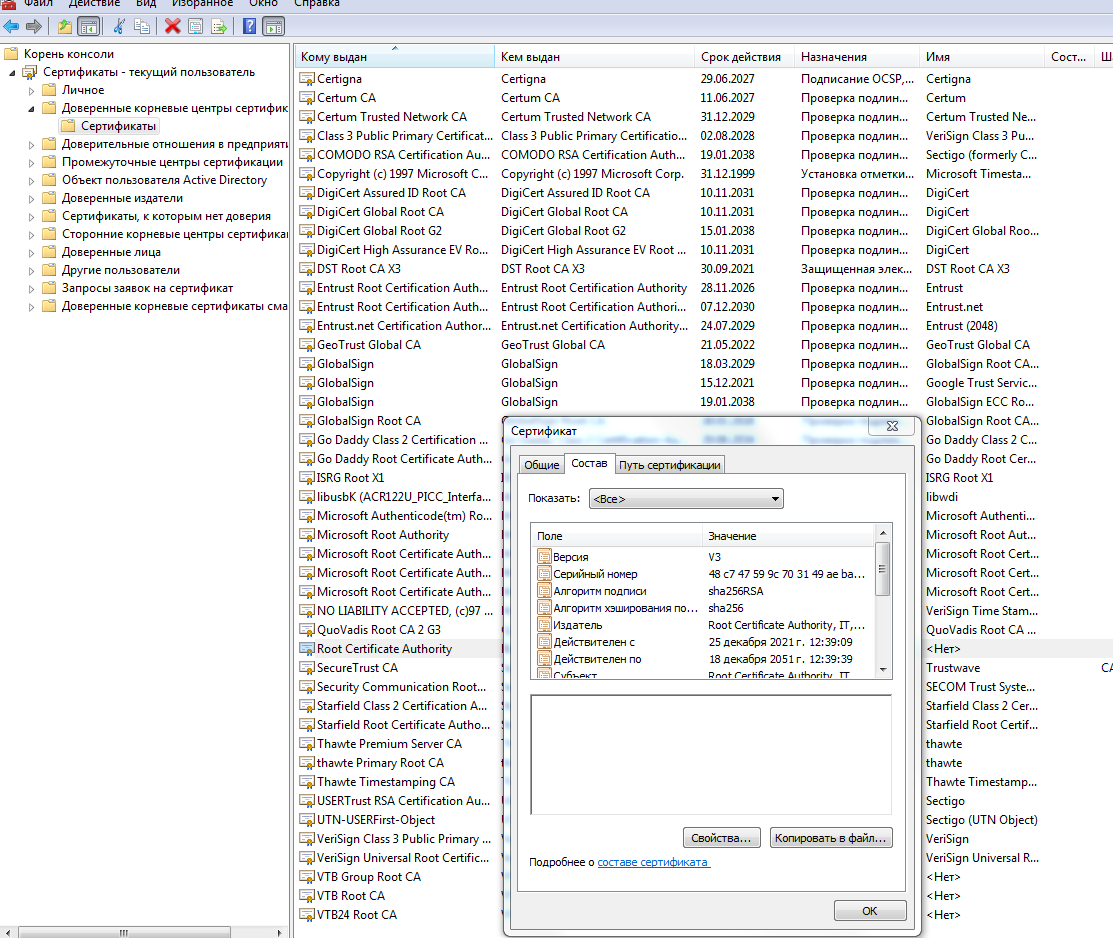 Файл Действие Вид Избранное Окно Справка
Корень консоли
Сертификаты - текущий пользователь
Личное
Доверенные корневые центры сертифик
Сертификаты
Доверительные отношения в предприяти
Промежуточные центры сертификации
Объект пользователя Active Directory
Доверенные издатели
Сертификаты, к которым нет доверия
Сторонние корневые центры сертифика
Доверенные лица
Другие пользователи
Запросы заявок на сертификат
Доверенные корневые сертификаты сма
Кому выдан Кем выдан Срок действия Назначения Имя Сост... Ша
Certigna Certigna 29.06.2027 Подписание OCSP,... Certigna
Certum CA Certum CA 11.06.2027 Проверка подлин... Certum
Certum Trusted Network CA Certum Trusted Network CA 31.12.2029 Проверка подлин... Certum Trusted Ne...
Class 3 Public Primary Certificat... Class 3 Public Primary Certificatio... 02.08.2028 Проверка подлин... VeriSign Class 3 Pu...
COMODO RSA Certification Auth... COMODO RSA Certification Auth... 19.01.2038 Проверка подлин... Sectigo (formerly C...
Copyright (c) 1997 Microsoft C... Copyright (c) 1997 Microsoft Corp. 31.12.1999 Установка отметки... Microsoft Timesta...
DigiCert Assured ID Root CA DigiCert Assured ID Root CA 10.11.2031 Проверка подлин... DigiCert
DigiCert Global Root CA DigiCert Global Root CA 10.11.2031 Проверка подлин... DigiCert
DigiCert Global Root G2 DigiCert Global Root G2 15.01.2038 Проверка подлин... DigiCert Global Roo...
DigiCert High Assurance EV Ro... DigiCert High Assurance EV Root ... 10.11.2031 Проверка подлин... DigiCert
DST Root CA X3 DST Root CA X3 30.09.2021 Защищенная элек... DST Root CA X3
Entrust Root Certification Auth... Entrust Root Certification Authority 28.11.2026 Проверка подлин... Entrust
Entrust Root Certification Auth... Entrust Root Certification Authori... 07.12.2030 Проверка подлин... Entrust.net
Entrust.net Certification Author... Entrust.net Certification Authority... 24.07.2029 Проверка подлин... Entrust (2048)
GeoTrust Global CA GeoTrust Global CA 21.05.2022 Проверка подлин... GeoTrust Global CA
GlobalSign GlobalSign 18.03.2029 Проверка подлин... GlobalSign Root CA...
GlobalSign GlobalSign 15.12.2021 Проверка подлин... Google Trust Servic...
GlobalSign GlobalSign 19.01.2038 Проверка подлин... GlobalSign ECC Ro...
GlobalSign Root CA GlobalSign Root CA...
Go Daddy Class 2 Certification ... Go Daddy Class 2 C...
Go Daddy Root Certificate Auth... Go Daddy Root Cer...
ISRG Root X1 ISRG Root X1
libusbK (ACR122U_PICC_Interfa... libwdi
Microsoft Authenticode(tm) Ro... Microsoft Authenti...
Microsoft Root Authority Microsoft Root Aut...
Microsoft Root Certificate Auth... Microsoft Root Cert...
Microsoft Root Certificate Auth... Microsoft Root Cert...
Microsoft Root Certificate Auth... Microsoft Root Cert...
NO LIABILITY ACCEPTED, (c)97 ... VeriSign Time Stam...
QuoVadis Root CA 2 G3 QuoVadis Root CA ...
Root Certificate Authority <Нет>
SecureTrust CA Trustwave CA
Security Communication Root... SECOM Trust Syste...
Starfield Class 2 Certification A... Starfield Class 2 Cer...
Starfield Root Certificate Autho... Starfield Root Certif...
Thawte Premium Server CA thawte
thawte Primary Root CA thawte
Thawte Timestamping CA Thawte Timestamp...
USERTrust RSA Certification Au... Sectigo
UTN-USERFirst-Object Sectigo (UTN Object)
VeriSign Class 3 Public Primary ... VeriSign
VeriSign Universal Root Certific... VeriSign Universal R...
VTB Group Root CA <Нет>
VTB Root CA <Нет>
VTB24 Root CA <Нет>
Сертификат
Общие Состав Путь сертификации
Показать: <Все>
Поле Значение
Версия V3
Серийный номер 48 c7 47 59 9c 70 31 49 ae ba...
Алгоритм подписи sha256RSA
Алгоритм хэширования по... sha256
Издатель Root Certificate Authority, IT,...
Действителен с 25 декабря 2021 г. 12:39:09
Действителен по 18 декабря 2051 г. 12:39:39
Субъект Root Certificate Authority, IT
Свойства... Копировать в файл...
Подробнее о составе сертификата
OK